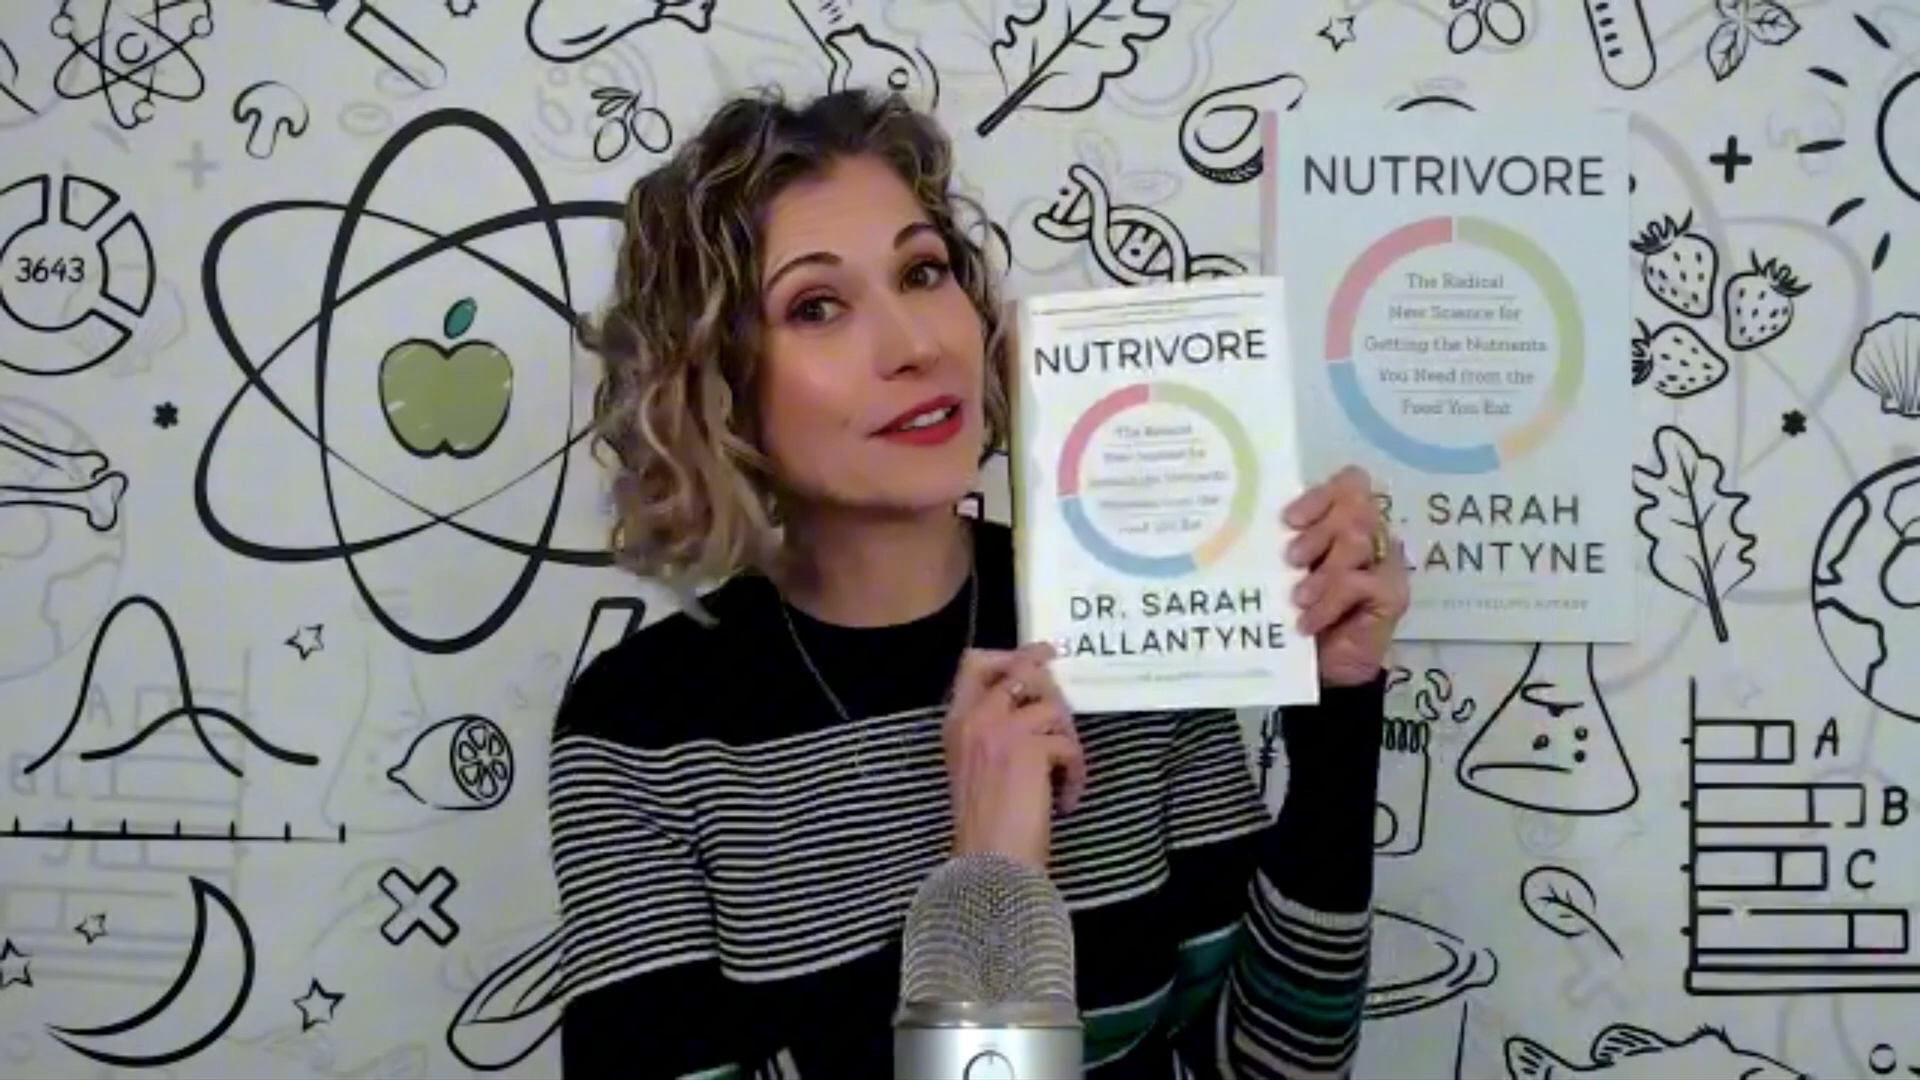 C
3643
NUTRIVORE
The Radical
New Science for
Getting the Nutrients
You Need from the
Food You Eat
R. SARAH
LANTYNE
NUTRIVORE
DR. SARAH
BALLANTYNE
A
B
C